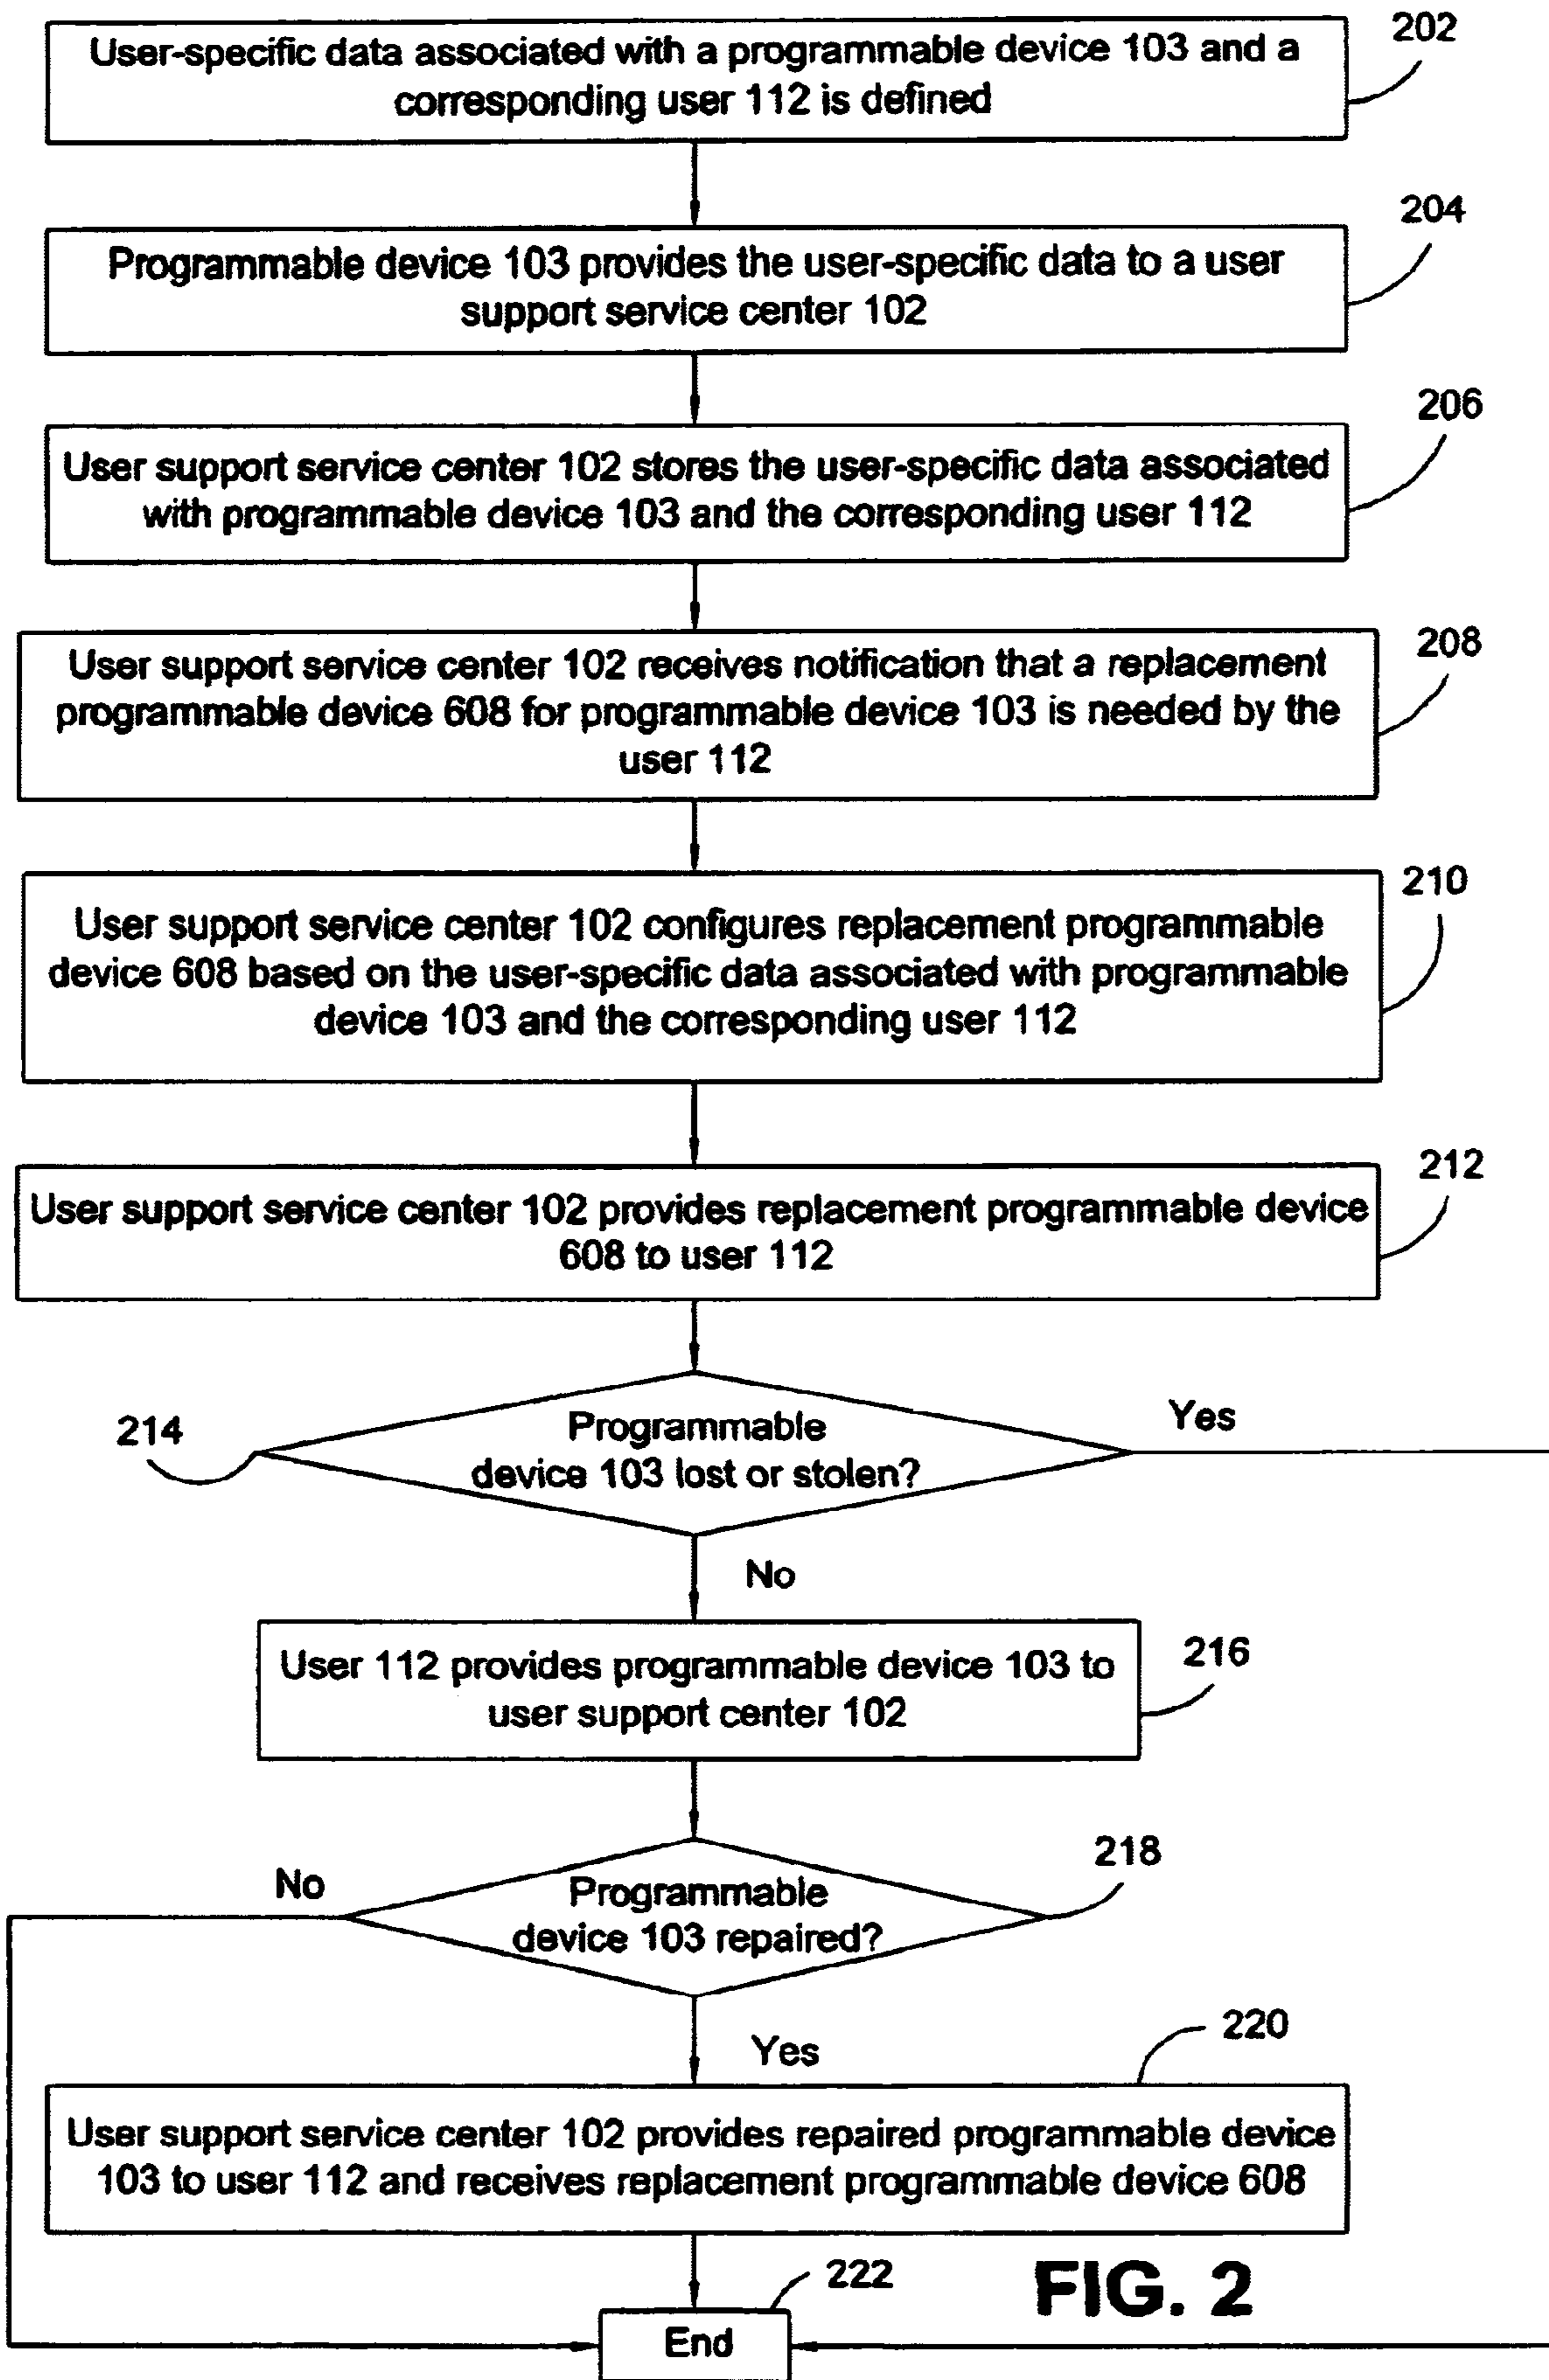 202
User-specific data associated with a programmable device 103 and a
corresponding user 112 is defined
204
Programmable device 103 provides the user-specific data to a user
support service center 102
206
User support service center 102 stores the user-specific data associated
with programmable device 103 and the corresponding user 112
208
User support service center 102 receives notification that a replacement
programmable device 608 for programmable device 103 is needed by the
user 112
210
User support service center 102 configures replacement programmable
device 608 based on the user-specific data associated with programmable
device 103 and the corresponding user 112
212
User support service center 102 provides replacement programmable device
608 to user 112
214
Programmable
device 103 lost or stolen?
Yes
No
216
User 112 provides programmable device 103 to
user support center 102
218
No
Programmable
device 103 repaired?
Yes
220
User support service center 102 provides repaired programmable device
103 to user 112 and receives replacement programmable device 608
222
FIG. 2
End